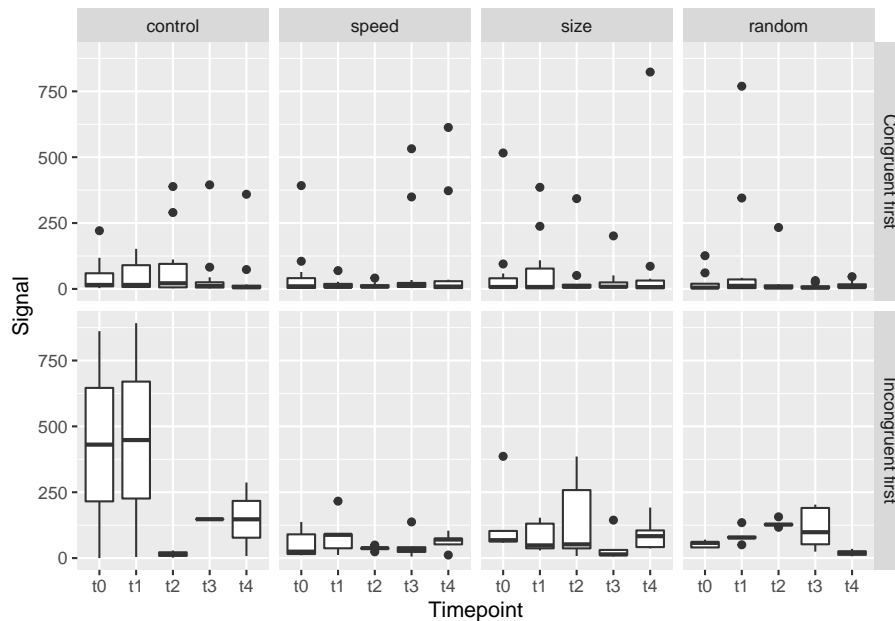 control speed size random
Signal
750
500
250
0
Congruent first
750
500
250
0
Incongruent first
t0 t1 t2 t3 t4 t0 t1 t2 t3 t4 t0 t1 t2 t3 t4 t0 t1 t2 t3 t4
Timepoint